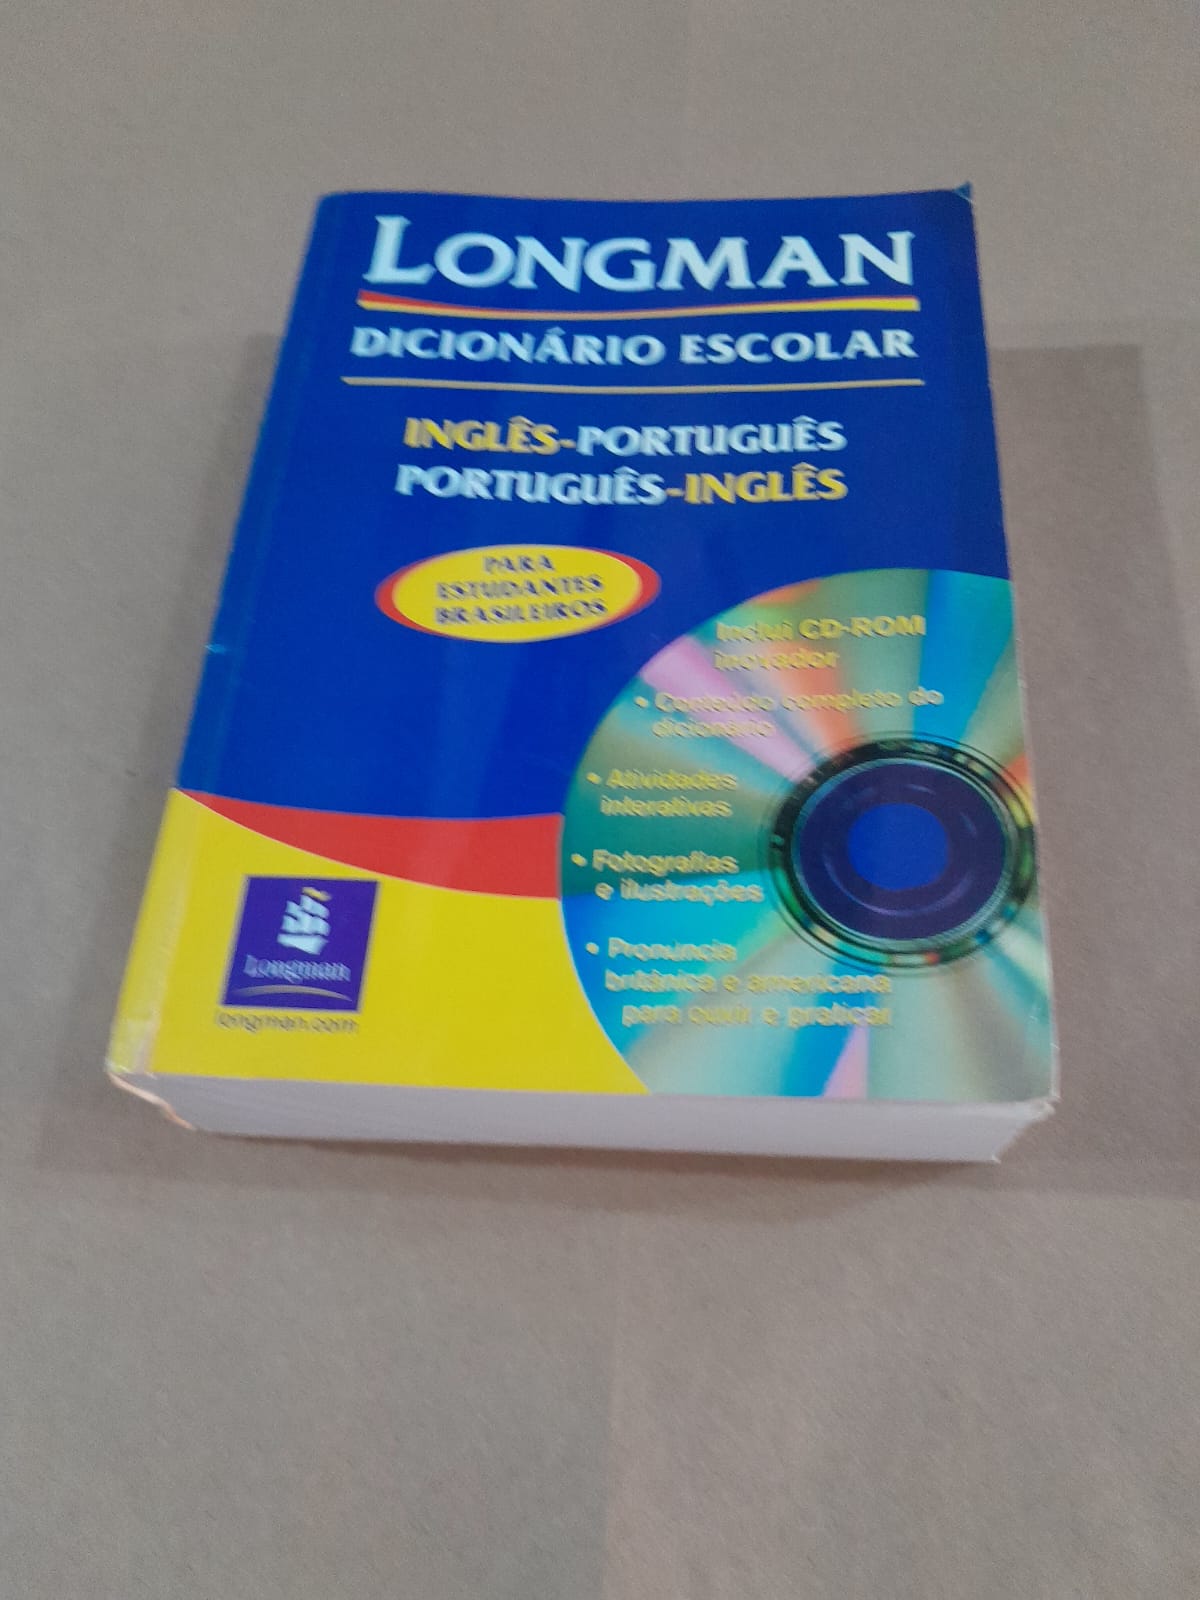 LONGMAN
DICIONÁRIO ESCOLAR
INGLÊS-PORTUGUÊS
PORTUGUÊS-INGLÊS
PARA
ESTUDANTES
BRASILEIROS
Inclui CD-ROM
inovador
• Conteúdo completo do
dicionário
• Atividades
interativas
• Fotografias
e ilustrações
• Pronúncia
britânica e americana
para ouvir e praticar
Longman
longman.com